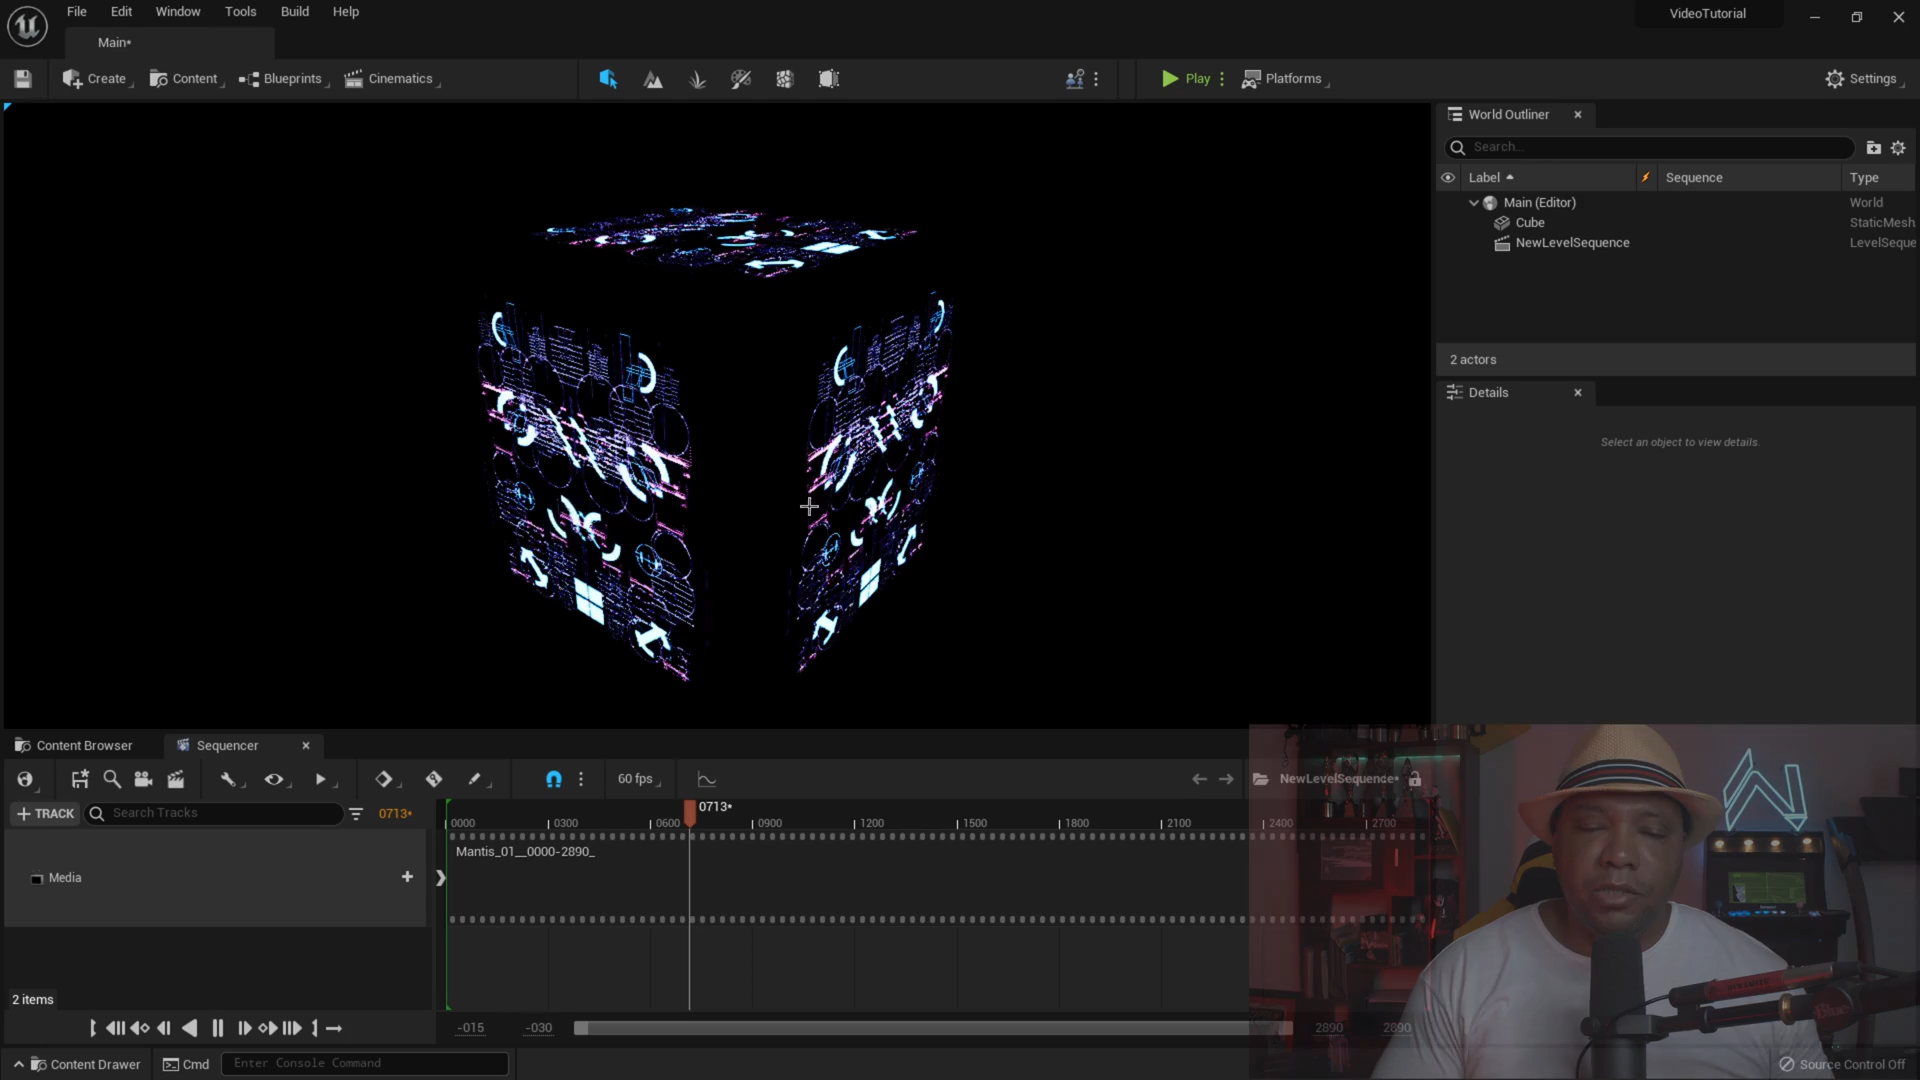 File Edit Window Tools Build Help
VideoTutorial
Main*
Create Content Blueprints Cinematics Play Platforms Settings
World Outliner
Search...
Label Sequence Type
Main (Editor) World
Cube StaticMesh
NewLevelSequence LevelSeque
2 actors
Details
Select an object to view details.
Content Browser Sequencer
60 fps NewLevelSequence*
+ TRACK Search Tracks 0713*
0713*
0000 0300 0600 0900 1200 1500 1800 2100 2400 2700
Mantis_01__0000-2890_
Media
2 items
-015 -030 2890 2890
Content Drawer Cmd Enter Console Command Source Control Off